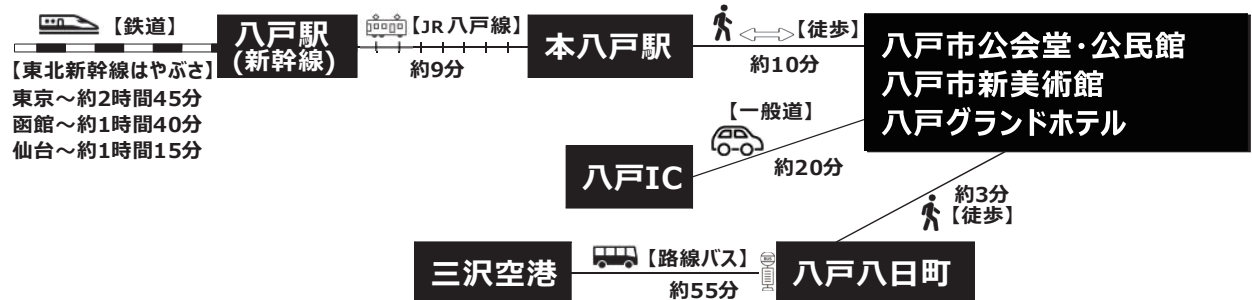 【鉄道】
【東北新幹線はやぶさ】
東京～約2時間45分
函館～約1時間40分
仙台～約1時間15分
八戸駅
(新幹線)
【JR八戸線】
約9分
本八戸駅
【徒歩】
約10分
八戸市公会堂・公民館
八戸市新美術館
八戸グランドホテル
【一般道】
約20分
八戸IC
約3分
【徒歩】
三沢空港
【路線バス】
約55分
八戸八日町